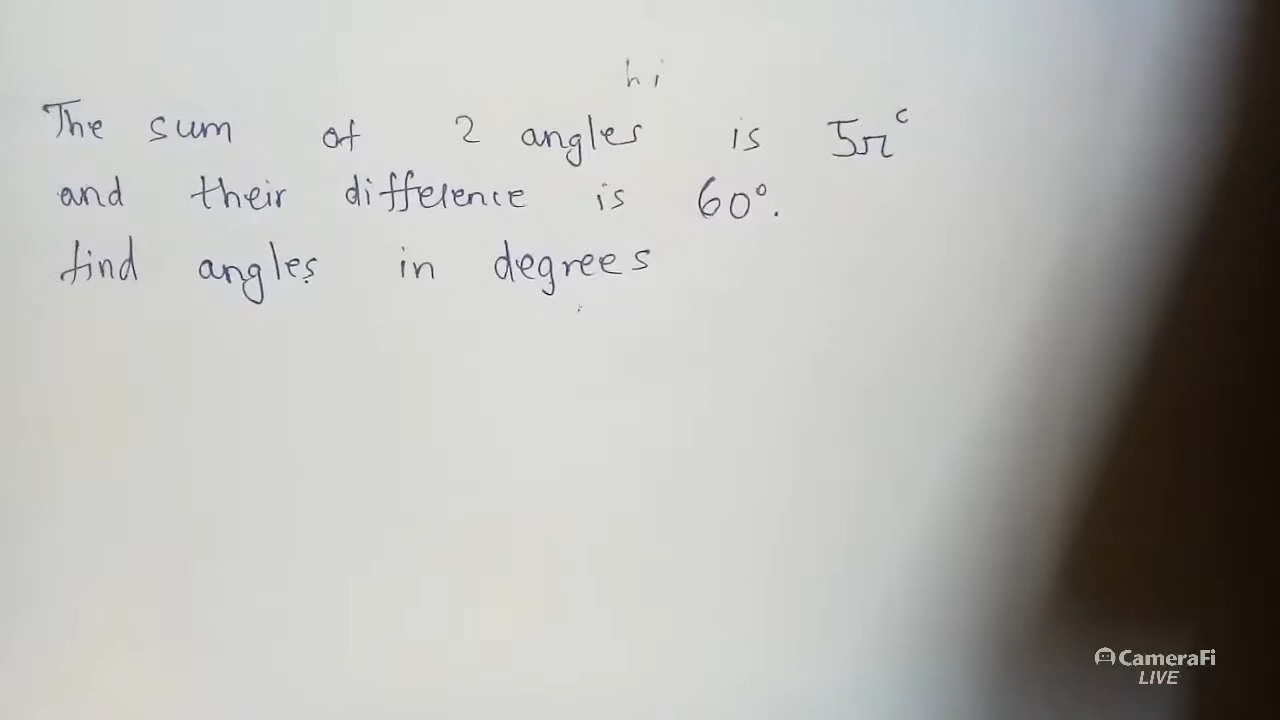 hi
The sum of 2 angles is 5π^c
and their difference is 60°.
find angles in degrees
CameraFi
LIVE